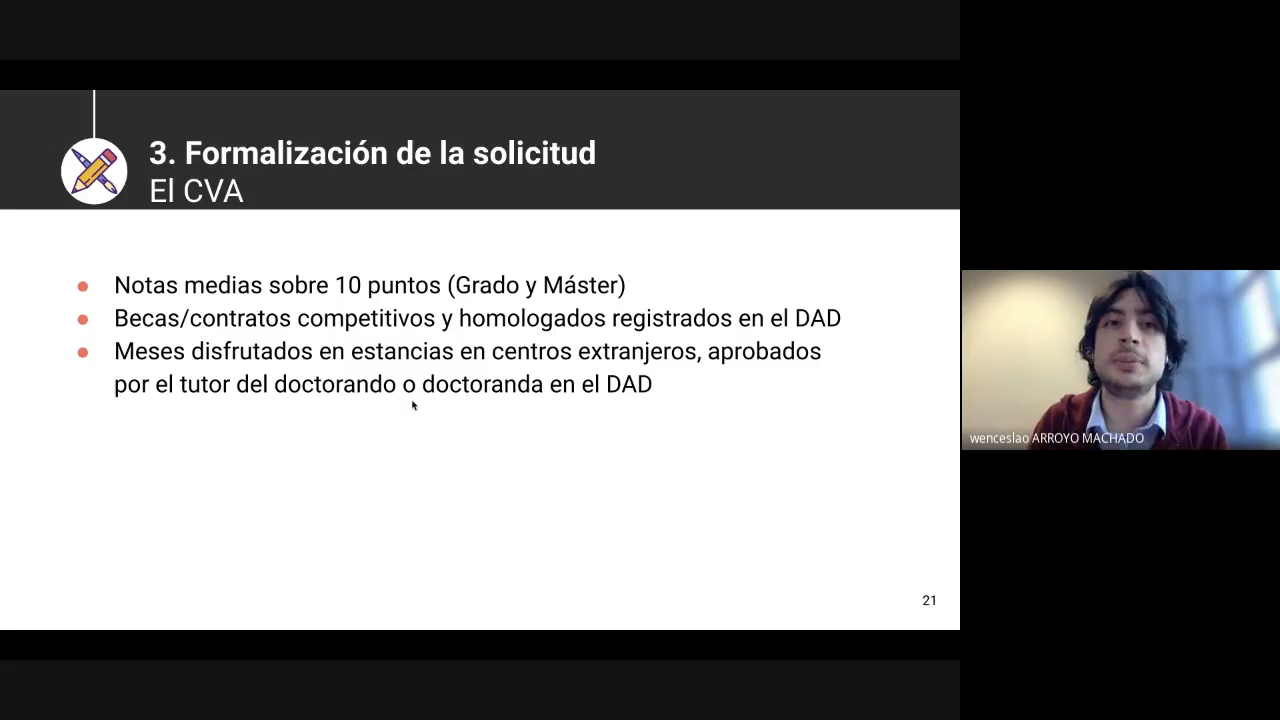 3. Formalización de la solicitud
El CVA
Notas medias sobre 10 puntos (Grado y Máster)
Becas/contratos competitivos y homologados registrados en el DAD
Meses disfrutados en estancias en centros extranjeros, aprobados
por el tutor del doctorando o doctoranda en el DAD
21
wenceslao ARROYO MACHADO